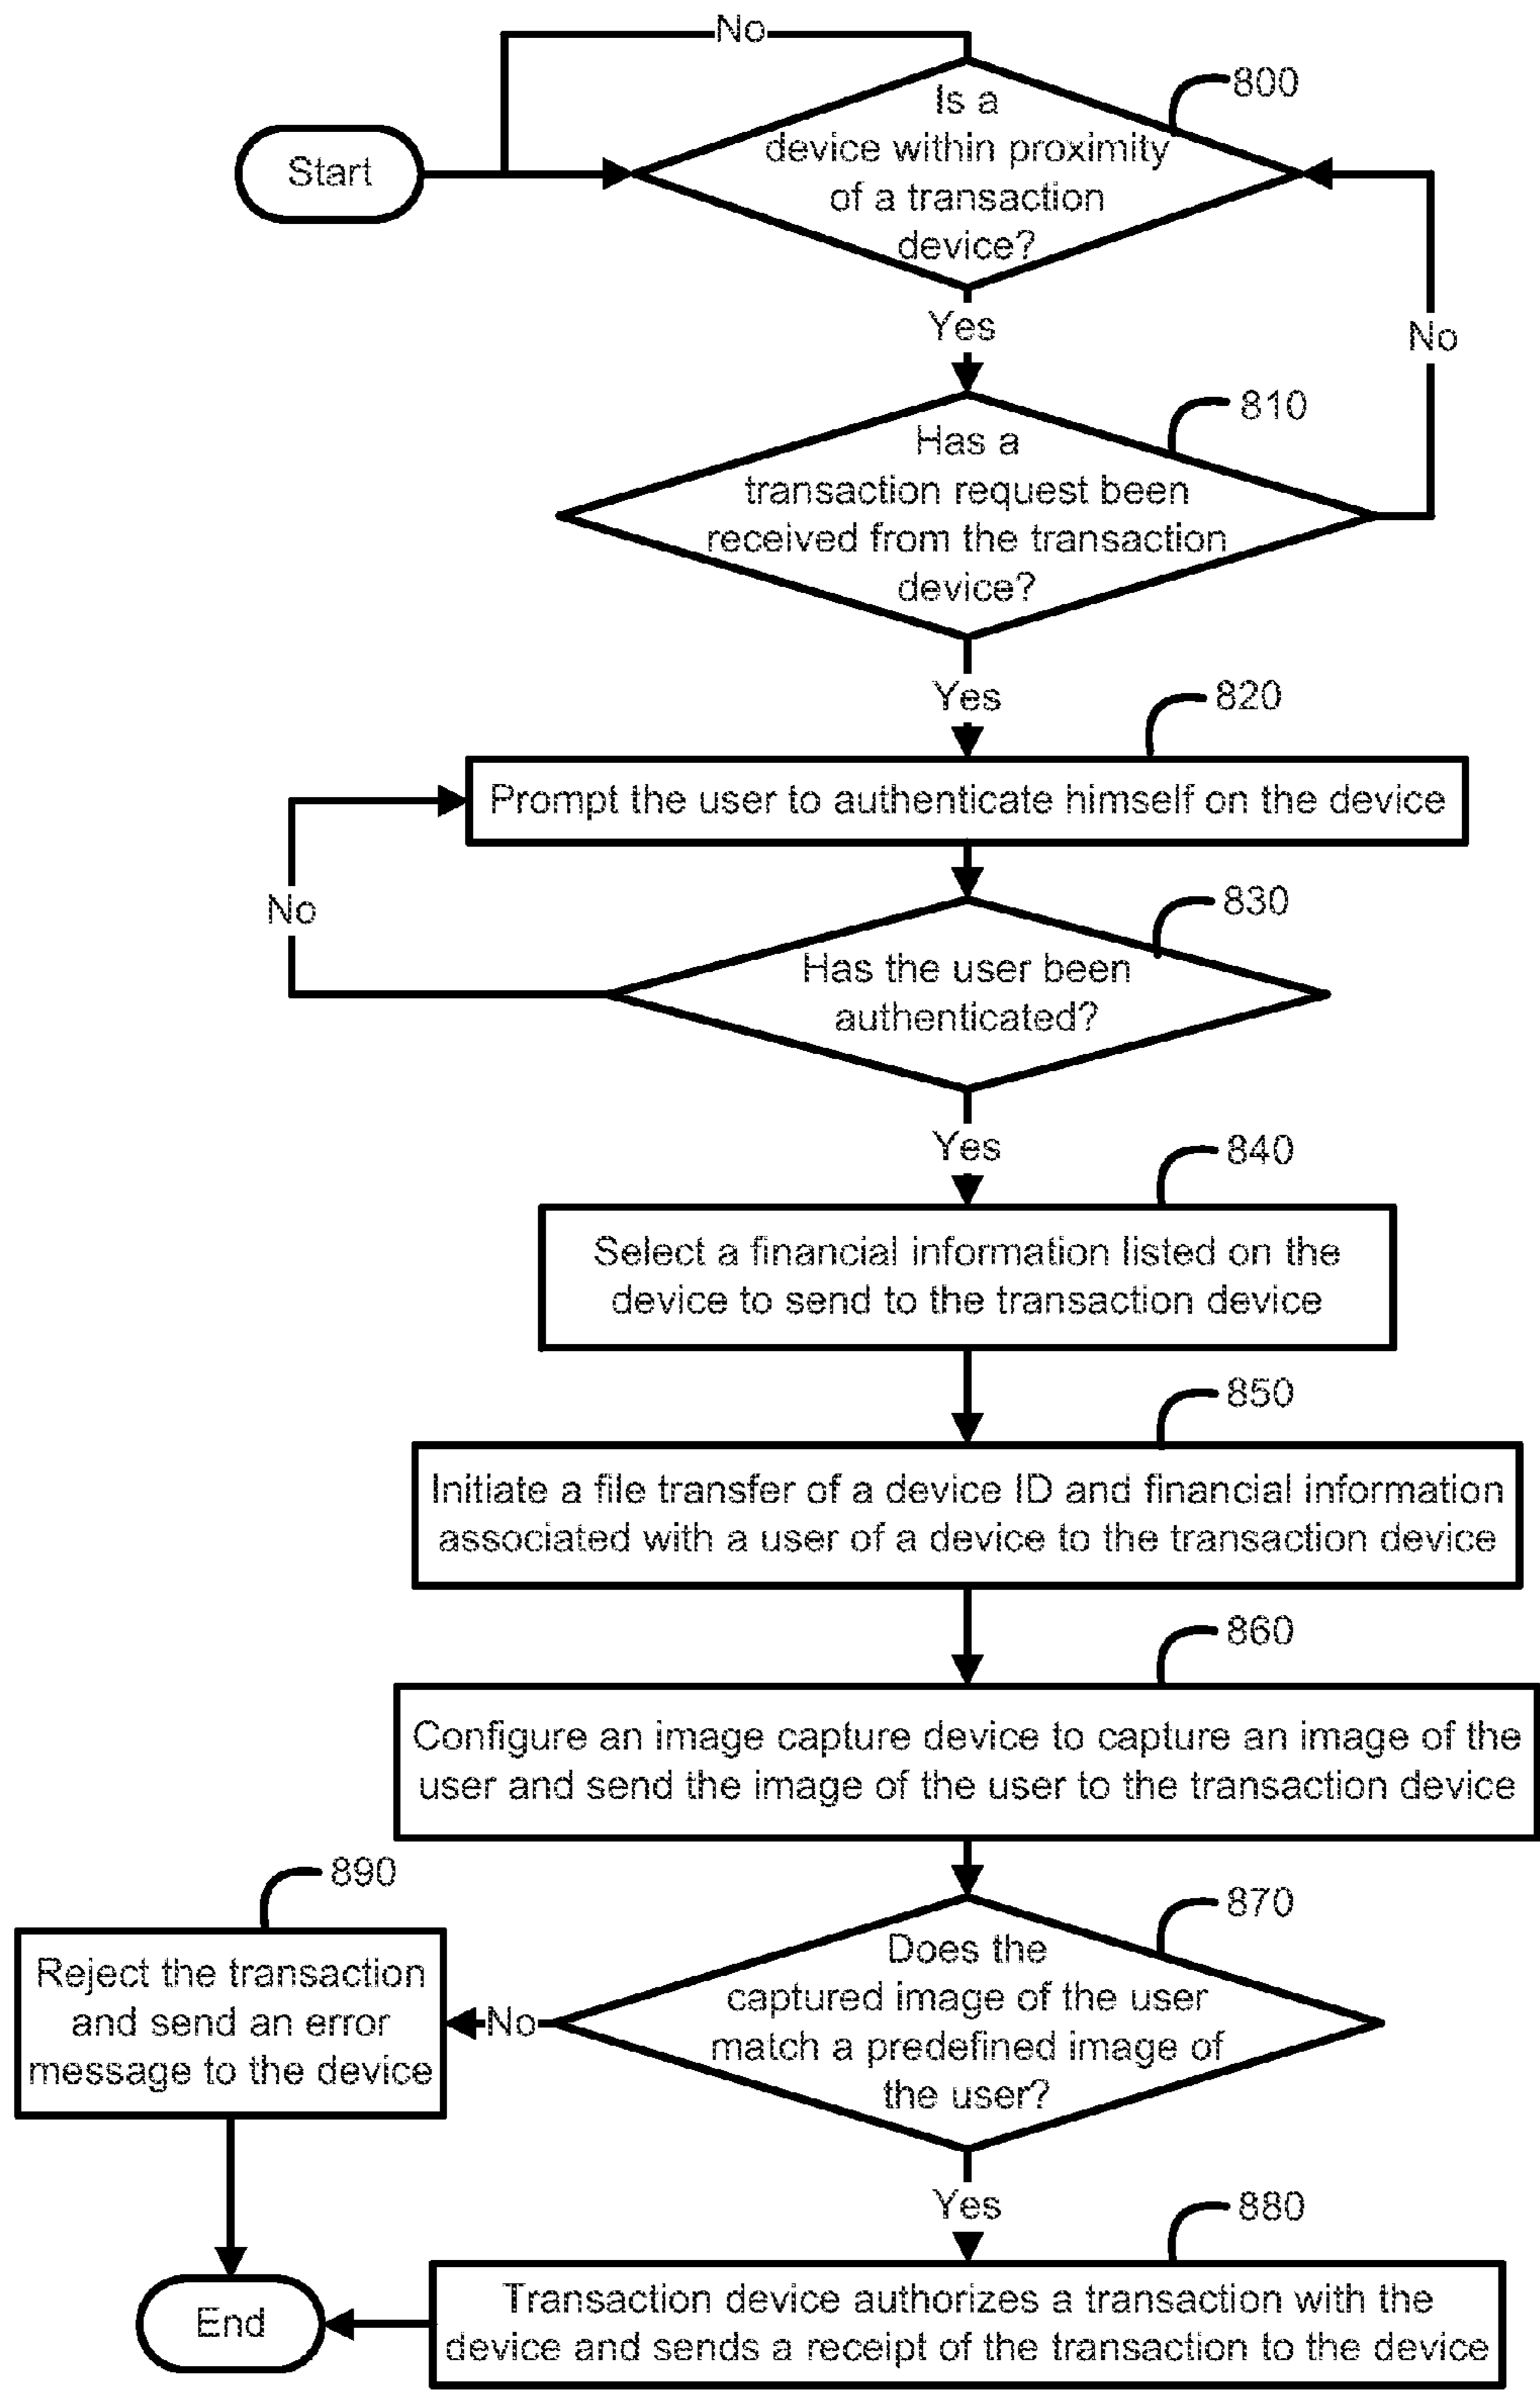 No
800
Is a
device within proximity
of a transaction
device?
Start
Yes
No
810
Has a
transaction request been
received from the transaction
device?
Yes
820
Prompt the user to authenticate himself on the device
No
830
Has the user been
authenticated?
Yes
840
Select a financial information listed on the
device to send to the transaction device
850
Initiate a file transfer of a device ID and financial information
associated with a user of a device to the transaction device
860
Configure an image capture device to capture an image of the
user and send the image of the user to the transaction device
890
870
Reject the transaction
and send an error
message to the device
No
Does the
captured image of the user
match a predefined image of
the user?
Yes
880
End
Transaction device authorizes a transaction with the
device and sends a receipt of the transaction to the device